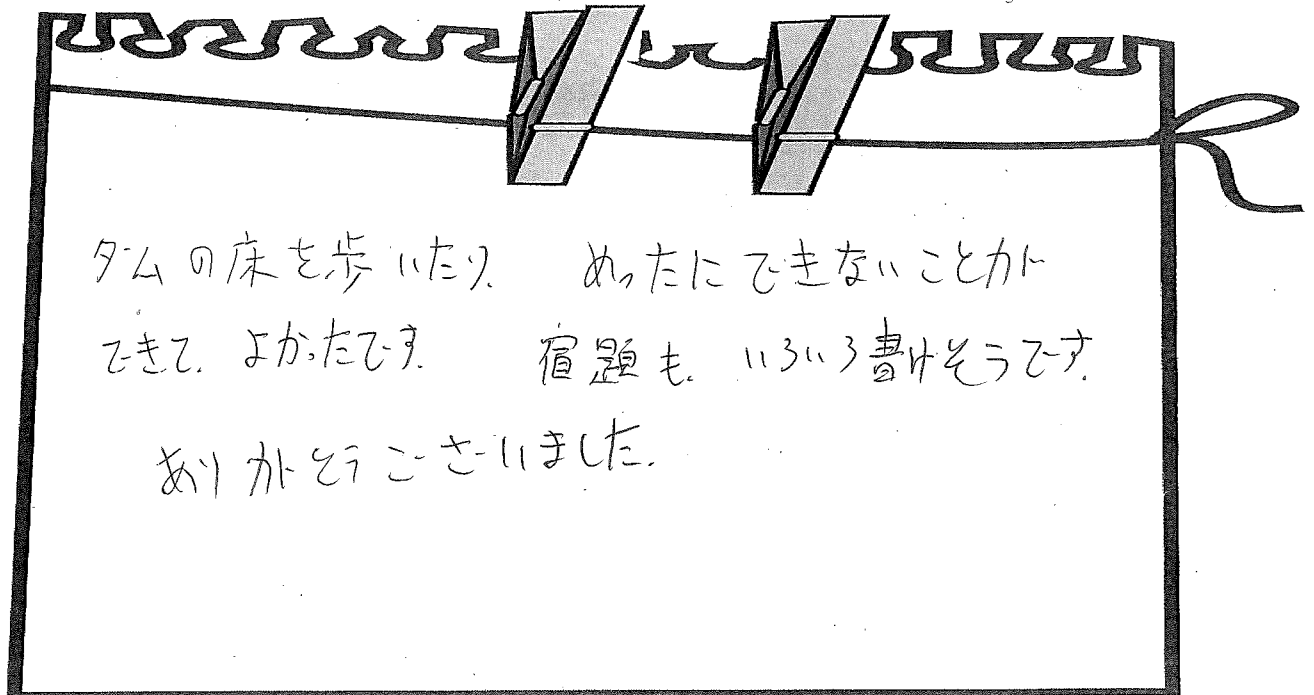 ダムの床を歩いたり、めったにできないことが
できて、よかったです。 宿題も、いろいろ書けそうです。
ありがとうございました。